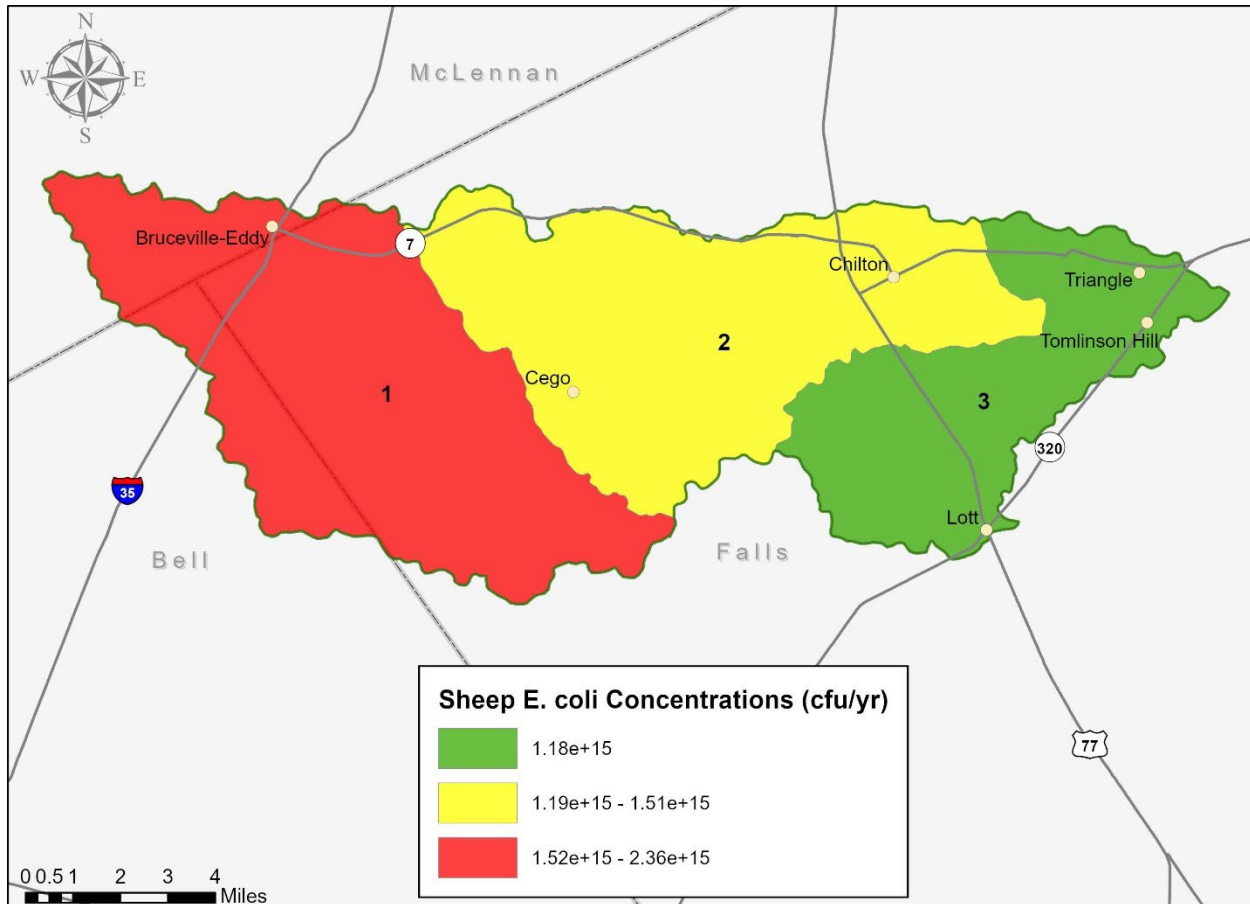 N
W E
S
McLennan
Bruceville-Eddy
7
Chilton
Triangle
Tomlinson Hill
2
Cego
1
3
320
35
Lott
Bell
Falls
Sheep E. coli Concentrations (cfu/yr)
1.18e+15
1.19e+15 - 1.51e+15
1.52e+15 - 2.36e+15
77
0 0.5 1 2 3 4
Miles